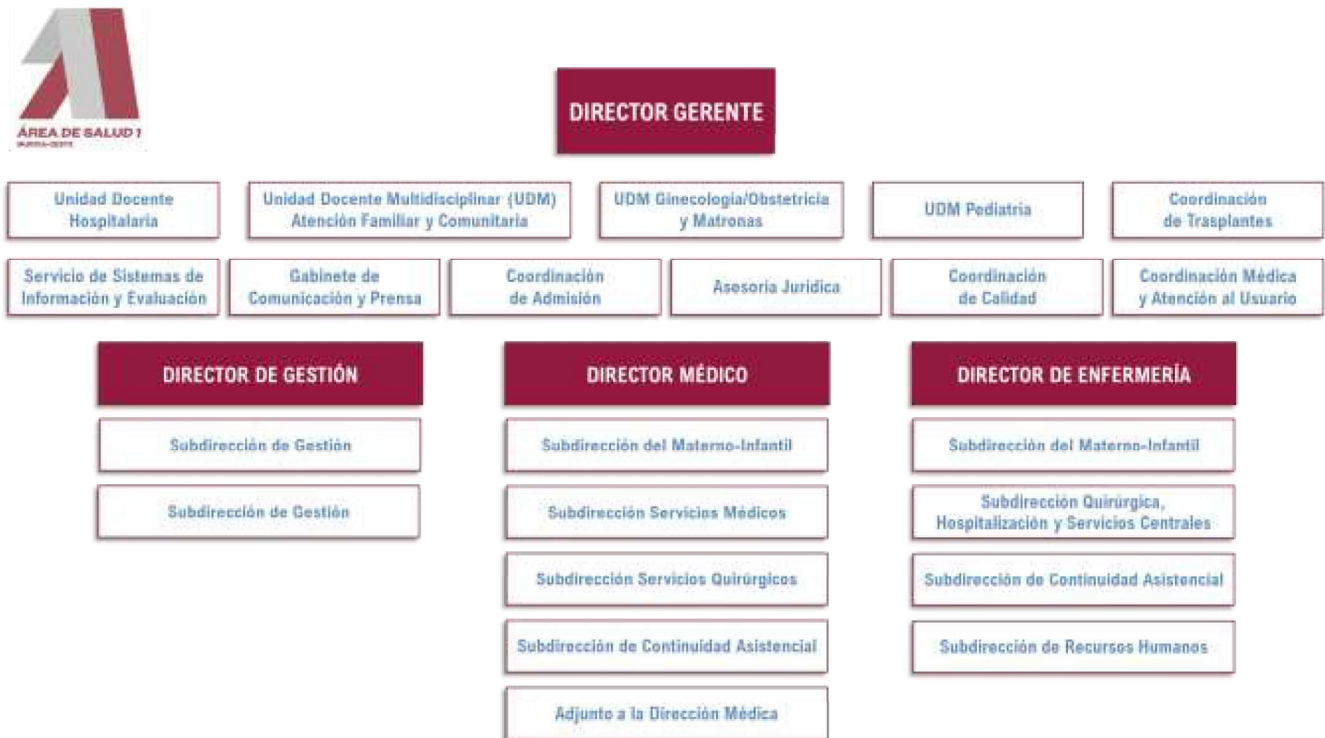 ÁREA DE SALUD 1
MURCIA-OESTE
DIRECTOR GERENTE
Unidad Docente
Hospitalaria
Unidad Docente Multidisciplinar (UDM)
Atención Familiar y Comunitaria
UDM Ginecología/Obstetricia
y Matronas
UDM Pediatría
Coordinación
de Trasplantes
Servicio de Sistemas de
Información y Evaluación
Gabinete de
Comunicación y Prensa
Coordinación
de Admisión
Asesoría Jurídica
Coordinación
de Calidad
Coordinación Médica
y Atención al Usuario
DIRECTOR DE GESTIÓN
Subdirección de Gestión
Subdirección de Gestión
DIRECTOR MÉDICO
Subdirección del Materno-Infantil
Subdirección Servicios Médicos
Subdirección Servicios Quirúrgicos
Subdirección de Continuidad Asistencial
Adjunto a la Dirección Médica
DIRECTOR DE ENFERMERÍA
Subdirección del Materno-Infantil
Subdirección Quirúrgica,
Hospitalización y Servicios Centrales
Subdirección de Continuidad Asistencial
Subdirección de Recursos Humanos